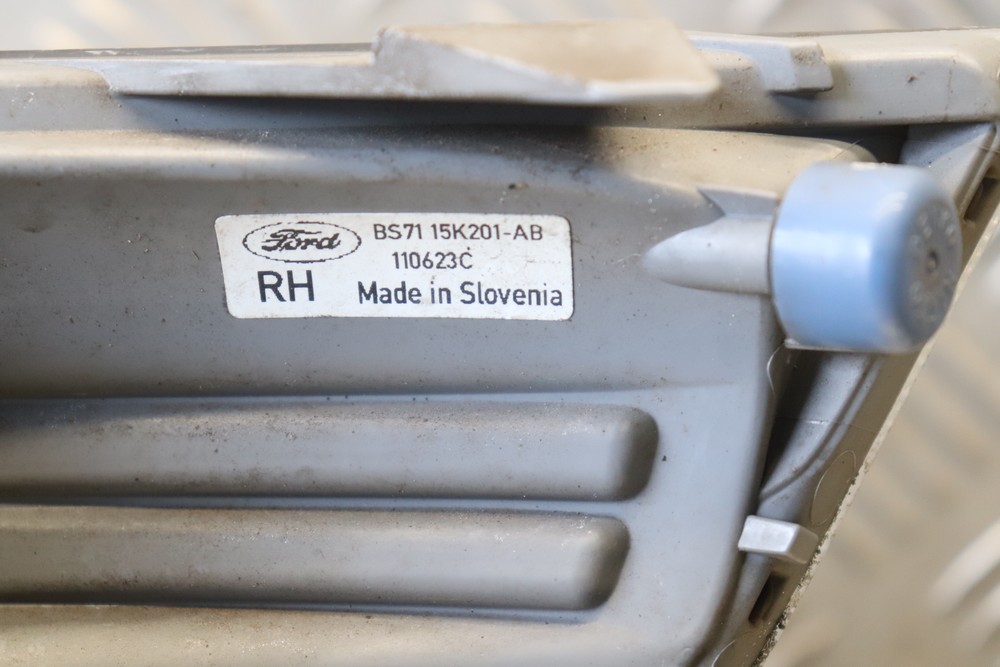 Ford BS71 15K201-AB
110623C
RH Made in Slovenia